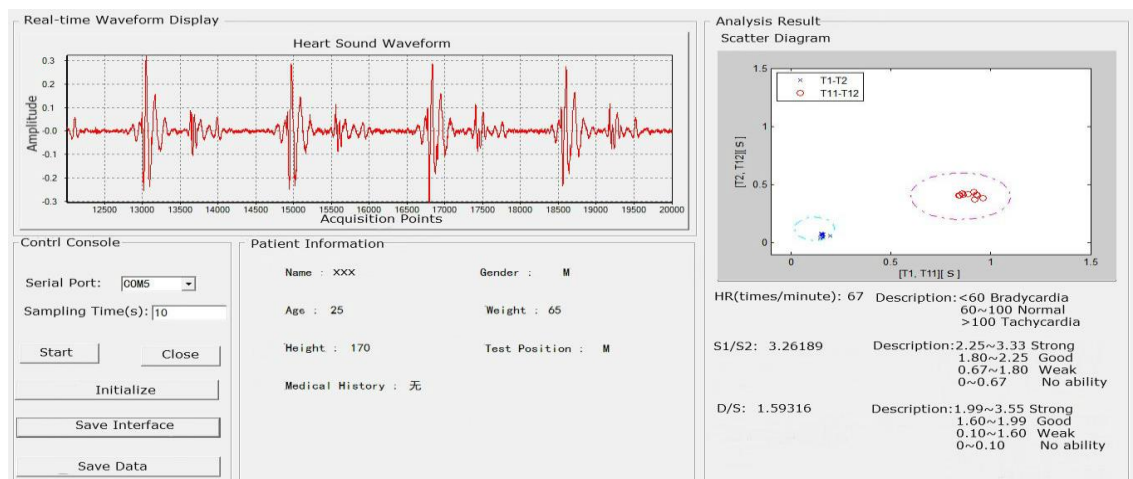 Real-time Waveform Display
Heart Sound Waveform
Amplitude
0.3
0.2
0.1
-0.0
-0.1
-0.2
-0.3
12500 13000 13500 14000 14500 15000 15500 16000 16500 17000 17500 18000 18500 19000 19500 20000
Acquisition Points
Contrl Console
Serial Port: COM5
Sampling Time(s): 10
Start Close
Initialize
Save Interface
Save Data
Patient Information
Name : XXX Gender : M
Age : 25 Weight : 65
Height : 170 Test Position : M
Medical History : 无
Analysis Result
Scatter Diagram
T1-T2
T11-T12
[T2, T12][ S ]
1.5
1
0.5
0
0 0.5 1 1.5
[T1, T11][ S ]
HR(times/minute): 67 Description:<60 Bradycardia
60~100 Normal
>100 Tachycardia
S1/S2: 3.26189 Description:2.25~3.33 Strong
1.80~2.25 Good
0.67~1.80 Weak
0~0.67 No ability
D/S: 1.59316 Description:1.99~3.55 Strong
1.60~1.99 Good
0.10~1.60 Weak
0~0.10 No ability